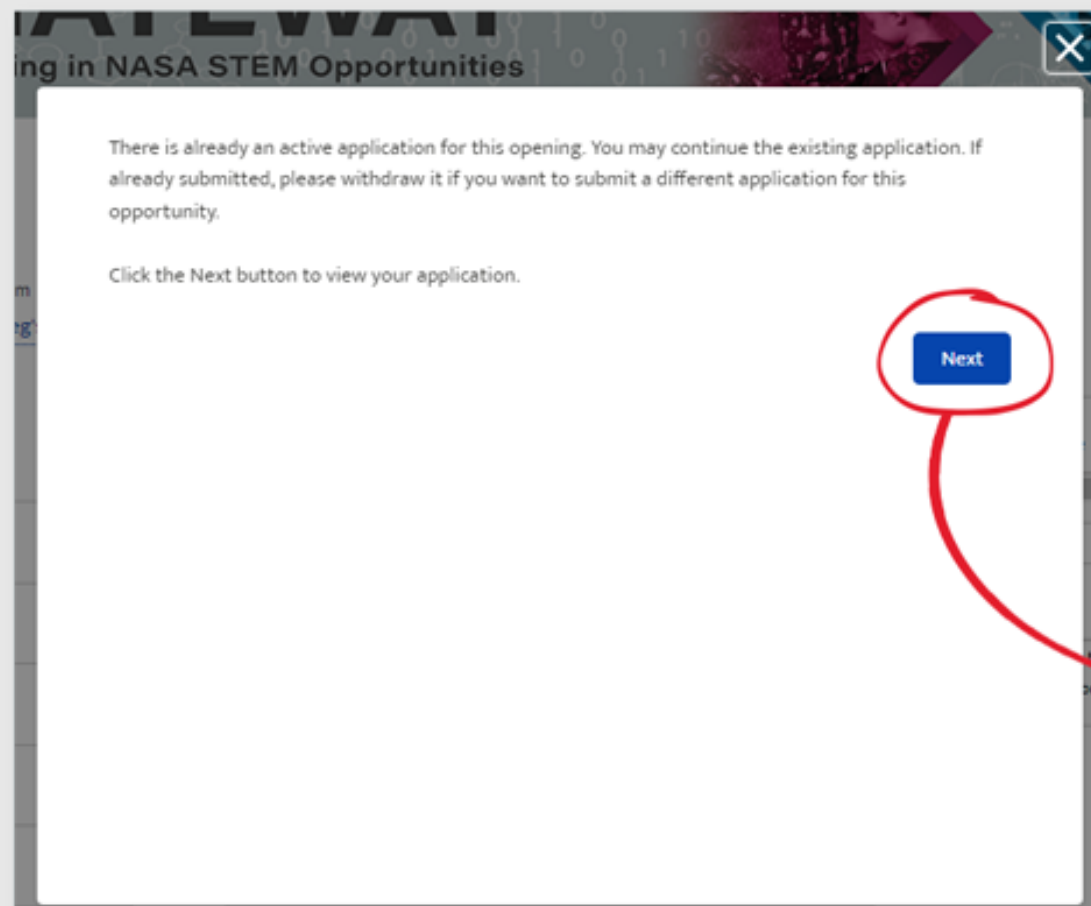 ing in NASA STEM Opportunities
There is already an active application for this opening. You may continue the existing application. If
already submitted, please withdraw it if you want to submit a different application for this
opportunity.
Click the Next button to view your application.
Next